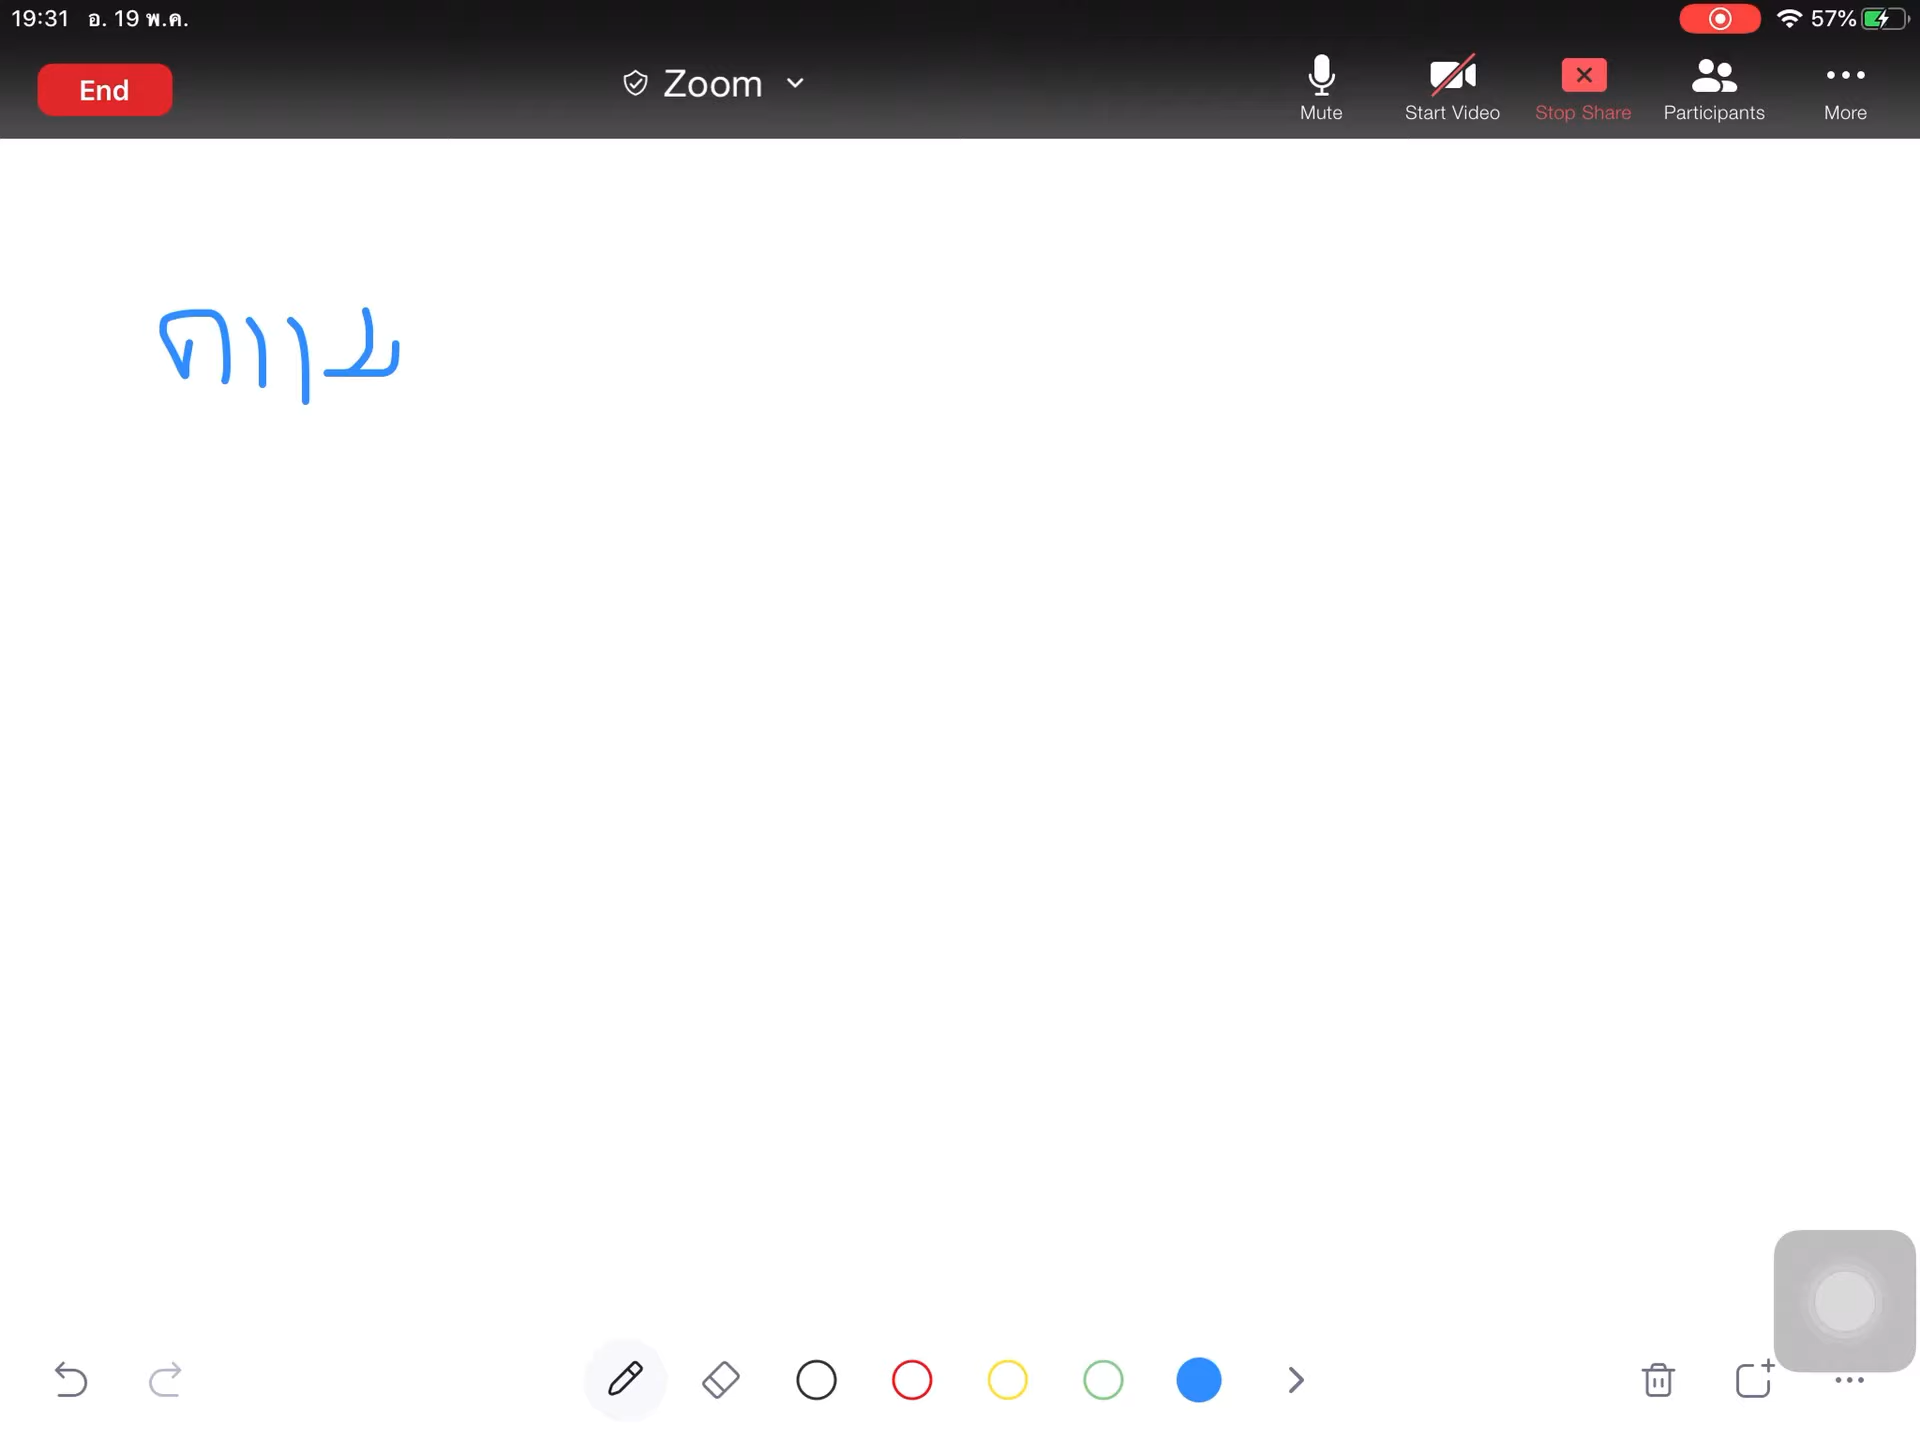 19:31 อ. 19 พ.ค. 57%
End Zoom Mute Start Video Stop Share Participants More